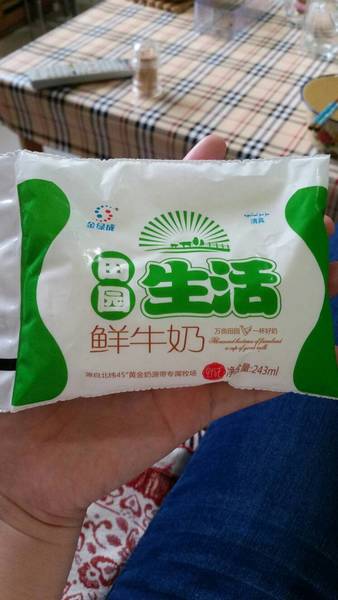 金绿成
清真
田园
生活
鲜牛奶
万亩田园 一杯好奶
Thousand hectares of farmland
a cup of good milk
源自北纬45°黄金奶源带专属牧场
净含量:243ml